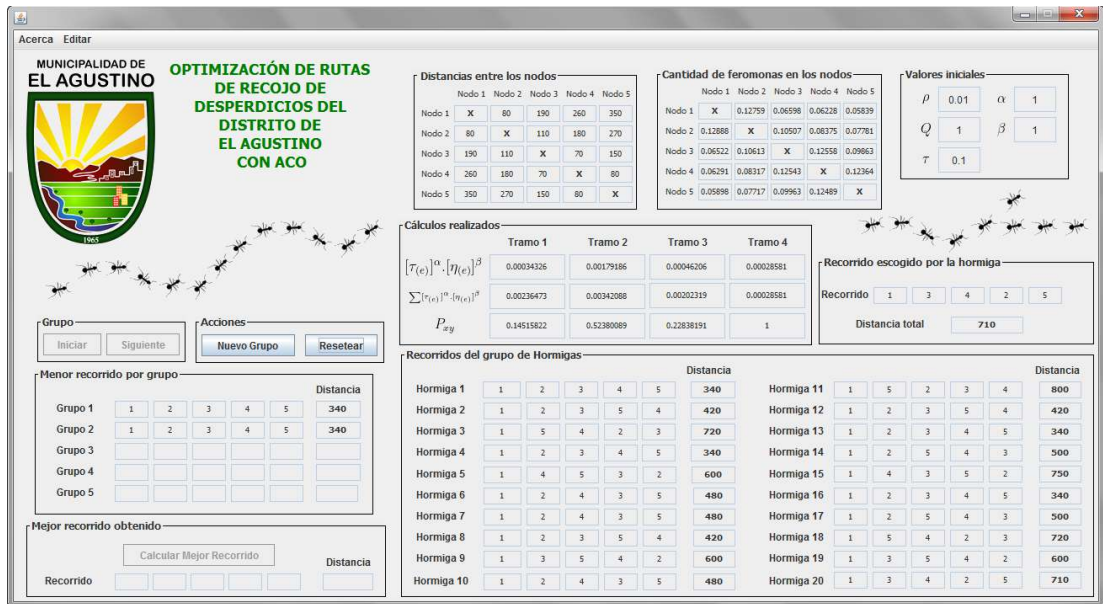 Acerca Editar
MUNICIPALIDAD DE
EL AGUSTINO
1965
OPTIMIZACIÓN DE RUTAS
DE RECOJO DE
DESPERDICIOS DEL
DISTRITO DE
EL AGUSTINO
CON ACO
Distancias entre los nodos
Nodo 1 Nodo 2 Nodo 3 Nodo 4 Nodo 5
Nodo 1 X 80 190 260 350
Nodo 2 80 X 110 180 270
Nodo 3 190 110 X 70 150
Nodo 4 260 180 70 X 80
Nodo 5 350 270 150 80 X
Cantidad de feromonas en los nodos
Nodo 1 Nodo 2 Nodo 3 Nodo 4 Nodo 5
Nodo 1 X 0.12759 0.06598 0.06228 0.05839
Nodo 2 0.12888 X 0.10507 0.08375 0.07781
Nodo 3 0.06522 0.10613 X 0.12558 0.09863
Nodo 4 0.06291 0.08317 0.12543 X 0.12364
Nodo 5 0.05898 0.07717 0.09963 0.12489 X
Valores iniciales
ρ 0.01 α 1
Q 1 β 1
τ 0.1
Cálculos realizados
Tramo 1 Tramo 2 Tramo 3 Tramo 4
[τ(e)]^α.[η(e)]^β 0.00034326 0.00179186 0.00046206 0.00028581
∑[τ(e)]^α.[η(e)]^β 0.00236473 0.00342088 0.00202319 0.00028581
Pxy 0.14515822 0.52380089 0.22838191 1
Recorrido escogido por la hormiga
Recorrido 1 3 4 2 5
Distancia total 710
Grupo
Iniciar Siguiente
Acciones
Nuevo Grupo Resetear
Menor recorrido por grupo
Distancia
Grupo 1 1 2 3 4 5 340
Grupo 2 1 2 3 4 5 340
Grupo 3
Grupo 4
Grupo 5
Mejor recorrido obtenido
Calcular Mejor Recorrido Distancia
Recorrido
Recorridos del grupo de Hormigas
Distancia Distancia
Hormiga 1 1 2 3 4 5 340 Hormiga 11 1 5 2 3 4 800
Hormiga 2 1 2 3 5 4 420 Hormiga 12 1 2 3 5 4 420
Hormiga 3 1 5 4 2 3 720 Hormiga 13 1 2 3 4 5 340
Hormiga 4 1 2 3 4 5 340 Hormiga 14 1 2 5 4 3 500
Hormiga 5 1 4 5 3 2 600 Hormiga 15 1 4 3 5 2 750
Hormiga 6 1 2 4 3 5 480 Hormiga 16 1 2 3 4 5 340
Hormiga 7 1 2 4 3 5 480 Hormiga 17 1 2 5 4 3 500
Hormiga 8 1 2 3 5 4 420 Hormiga 18 1 5 4 2 3 720
Hormiga 9 1 3 5 4 2 600 Hormiga 19 1 3 5 4 2 600
Hormiga 10 1 2 4 3 5 480 Hormiga 20 1 3 4 2 5 710